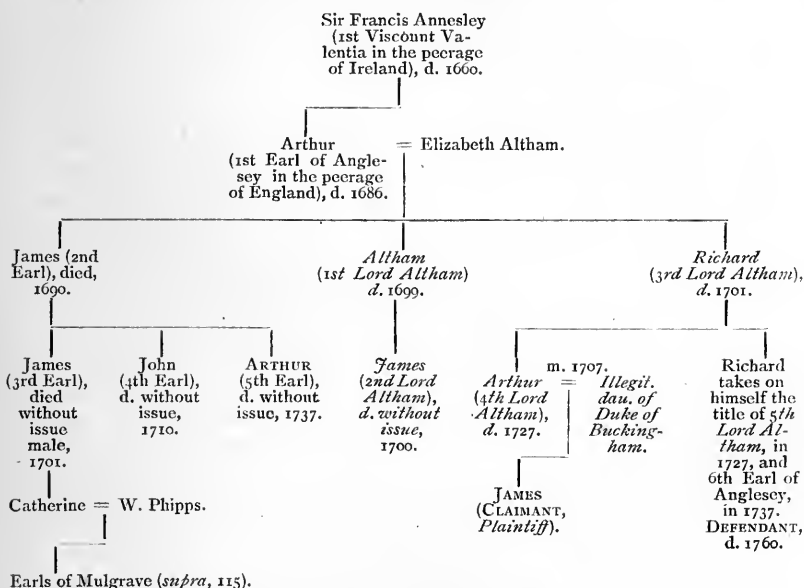 Sir Francis Annesley
(1st Viscount Va-
lentia in the peerage
of Ireland), d. 1660.
Arthur = Elizabeth Altham.
(1st Earl of Angle-
sey in the peerage
of England), d. 1686.
James (2nd
Earl), died,
1690.
Altham
(1st Lord Altham)
d. 1699.
Richard
(3rd Lord Altham),
d. 1701.
James
(3rd Earl),
died
without
issue
male,
1701.
John
(4th Earl),
d. without
issue,
1710.
ARTHUR
(5th Earl),
d. without
issue, 1737.
James
(2nd Lord
Altham),
d. without
issue,
1700.
m. 1707.
Arthur =
(4th Lord
Altham),
d. 1727.
Illegit.
dau. of
Duke of
Bucking-
ham.
Richard
takes on
himself the
title of 5th
Lord Al-
tham, in
1727, and
6th Earl of
Anglesey,
in 1737.
DEFENDANT,
d. 1760.
Catherine = W. Phipps.
JAMES
(CLAIMANT,
Plaintiff).
Earls of Mulgrave (supra, 115).